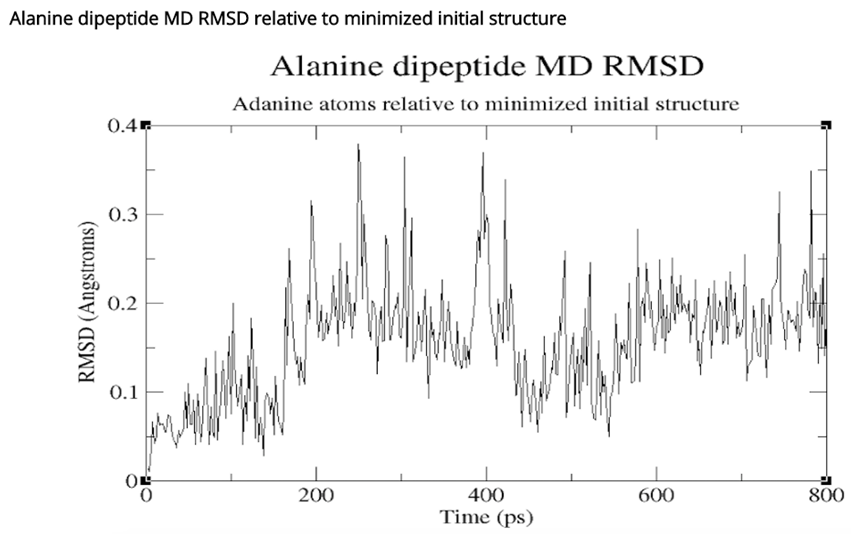 Alanine dipeptide MD RMSD relative to minimized initial structure
Alanine dipeptide MD RMSD
Adanine atoms relative to minimized initial structure
RMSD (Angstroms)
0.4
0.3
0.2
0.1
0
0 200 400 600 800
Time (ps)